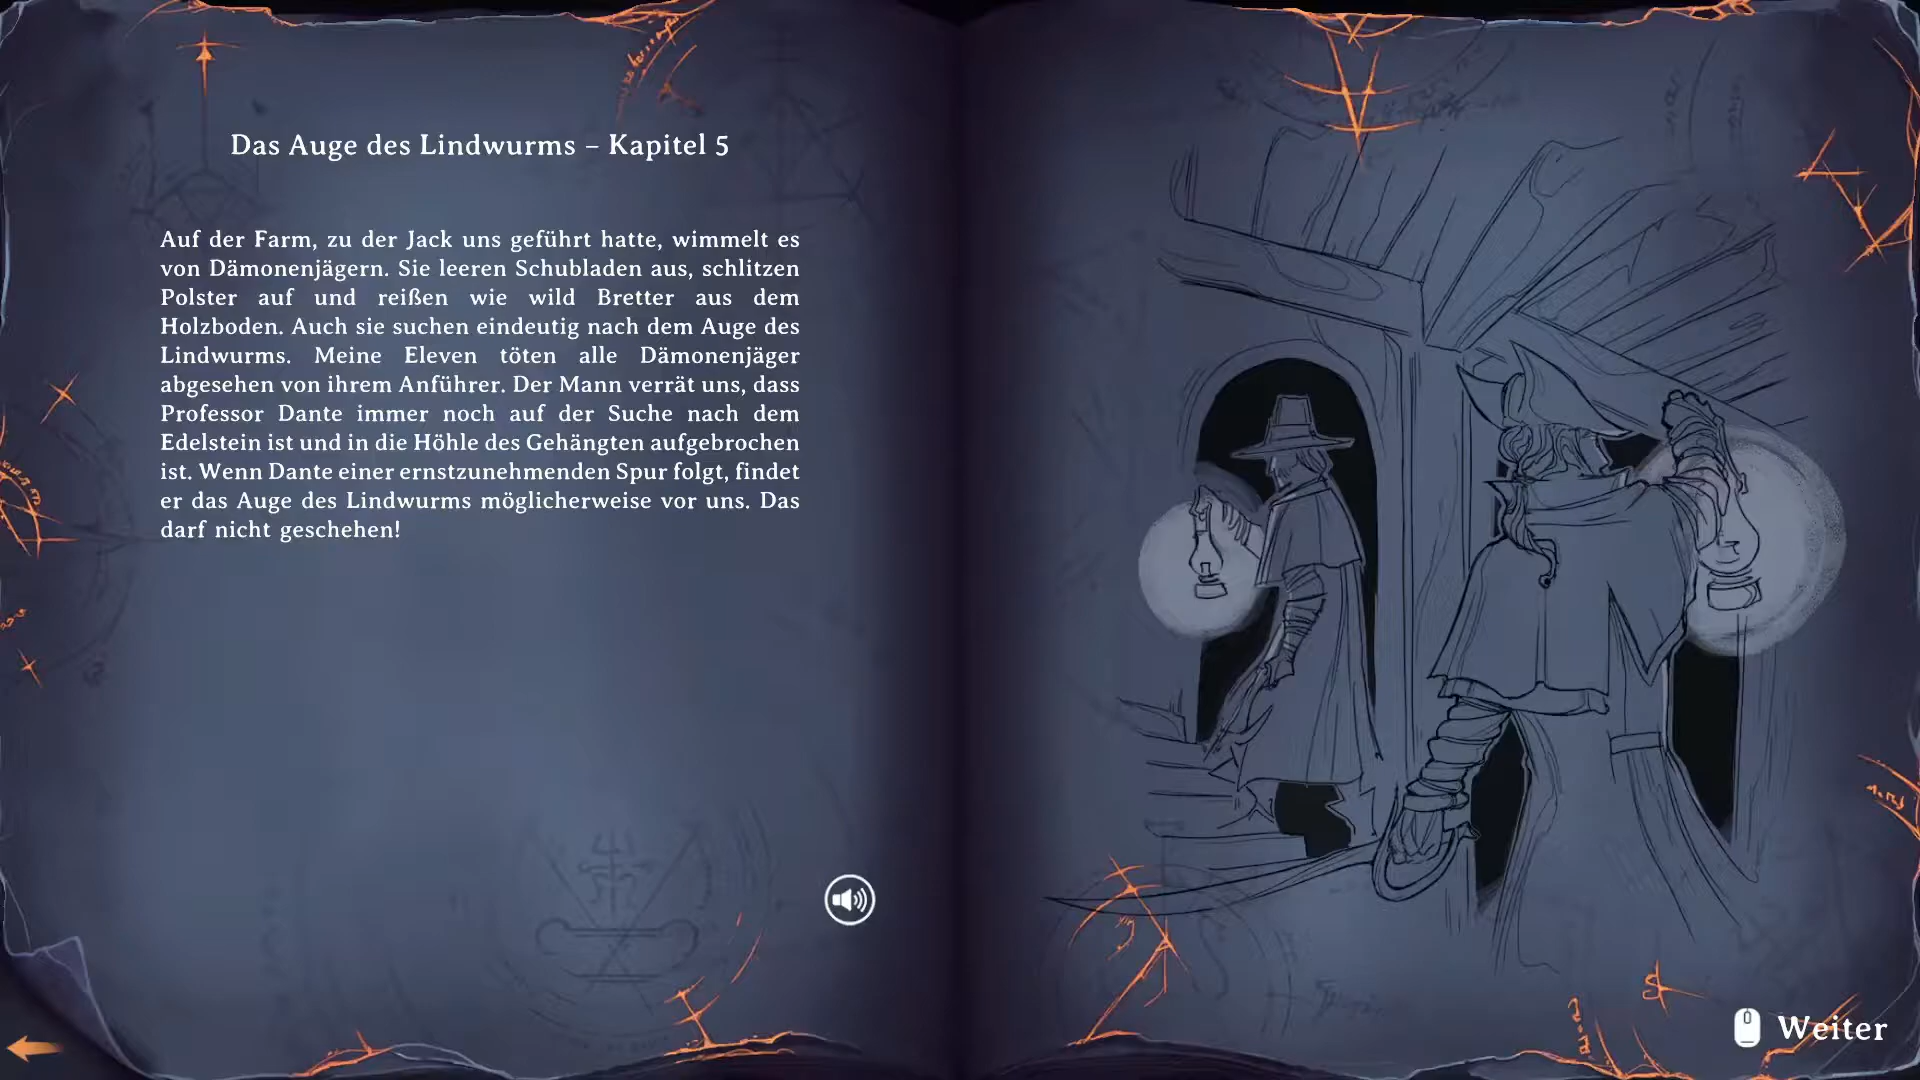 Das Auge des Lindwurms – Kapitel 5
Auf der Farm, zu der Jack uns geführt hatte, wimmelt es
von Dämonenjägern. Sie leeren Schubladen aus, schlitzen
Polster auf und reißen wie wild Bretter aus dem
Holzboden. Auch sie suchen eindeutig nach dem Auge des
Lindwurms. Meine Eleven töten alle Dämonenjäger
abgesehen von ihrem Anführer. Der Mann verrät uns, dass
Professor Dante immer noch auf der Suche nach dem
Edelstein ist und in die Höhle des Gehängten aufgebrochen
ist. Wenn Dante einer ernstzunehmenden Spur folgt, findet
er das Auge des Lindwurms möglicherweise vor uns. Das
darf nicht geschehen!
Weiter